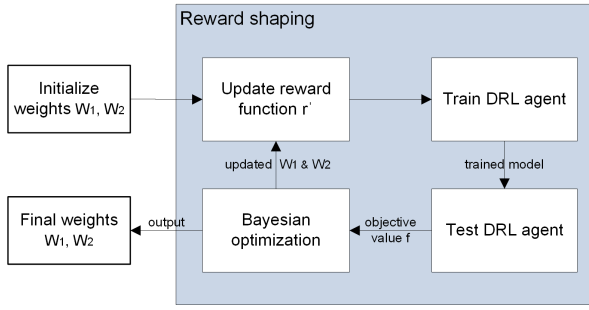 Reward shaping
Initialize
weights W1, W2
Update reward
function r'
Train DRL agent
updated W1 & W2
trained model
Final weights
W1, W2
output
Bayesian
optimization
objective
value f
Test DRL agent